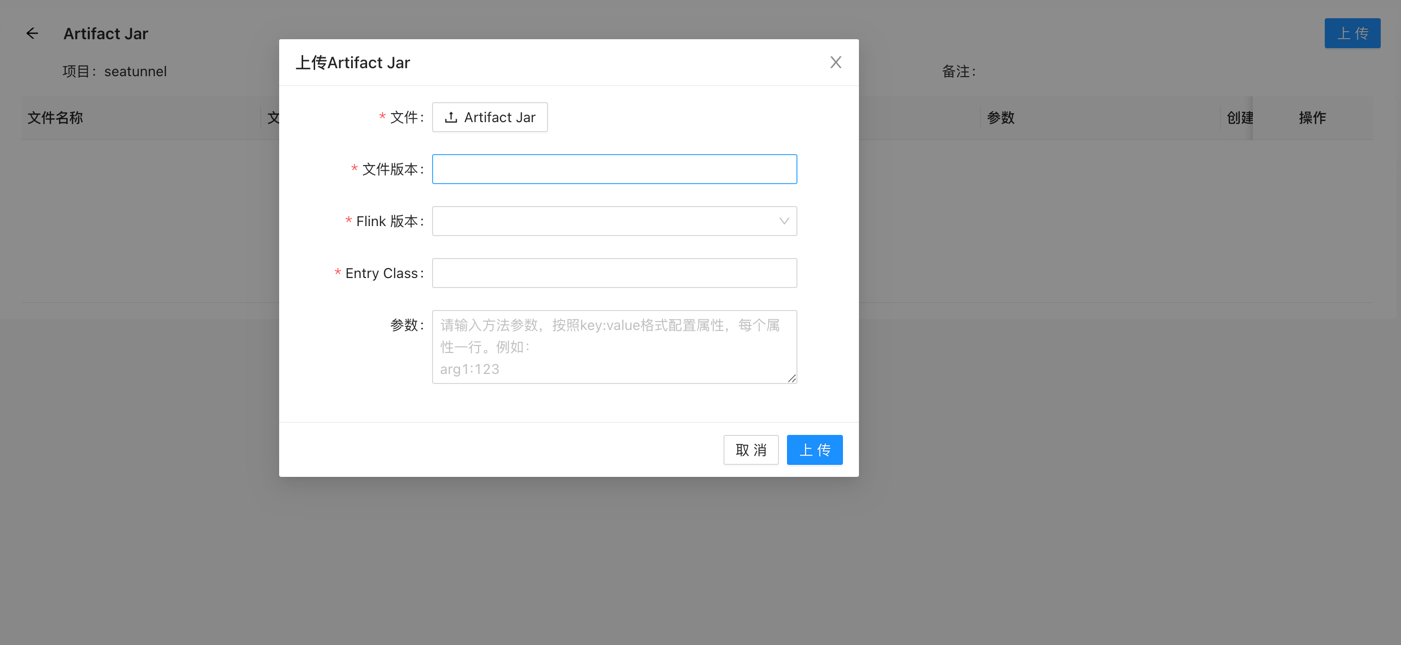 Artifact Jar
上 传
项目：seatunnel
备注：
文件名称
文
参数
创建
操作
上传Artifact Jar
* 文件：
Artifact Jar
* 文件版本：
* Flink 版本：
* Entry Class：
参数：
请输入方法参数，按照key:value格式配置属性，每个属
性一行。例如：
arg1:123
取 消
上 传